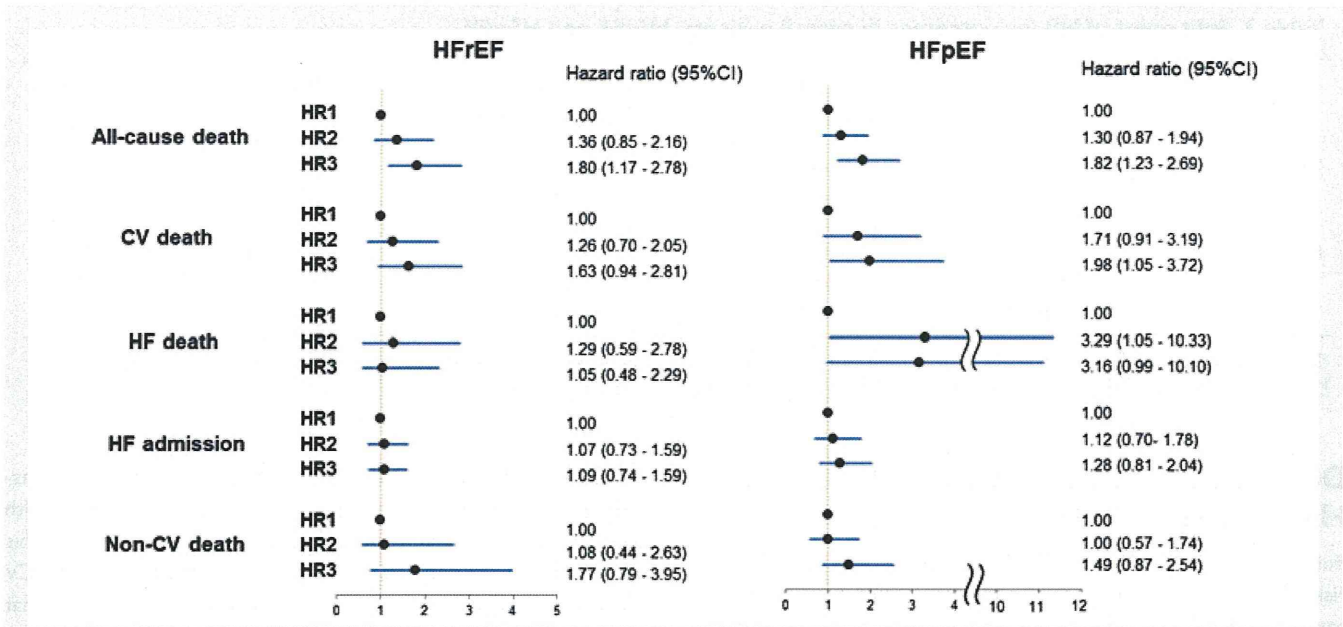 HFrEF HFpEF
Hazard ratio (95%CI) Hazard ratio (95%CI)
All-cause death
HR1 1.00 1.00
HR2 1.36 (0.85 - 2.16) 1.30 (0.87 - 1.94)
HR3 1.80 (1.17 - 2.78) 1.82 (1.23 - 2.69)
CV death
HR1 1.00 1.00
HR2 1.26 (0.70 - 2.05) 1.71 (0.91 - 3.19)
HR3 1.63 (0.94 - 2.81) 1.98 (1.05 - 3.72)
HF death
HR1 1.00 1.00
HR2 1.29 (0.59 - 2.78) 3.29 (1.05 - 10.33)
HR3 1.05 (0.48 - 2.29) 3.16 (0.99 - 10.10)
HF admission
HR1 1.00 1.00
HR2 1.07 (0.73 - 1.59) 1.12 (0.70- 1.78)
HR3 1.09 (0.74 - 1.59) 1.28 (0.81 - 2.04)
Non-CV death
HR1 1.00 1.00
HR2 1.08 (0.44 - 2.63) 1.00 (0.57 - 1.74)
HR3 1.77 (0.79 - 3.95) 1.49 (0.87 - 2.54)
0 1 2 3 4 5 0 1 2 3 4 10 11 12